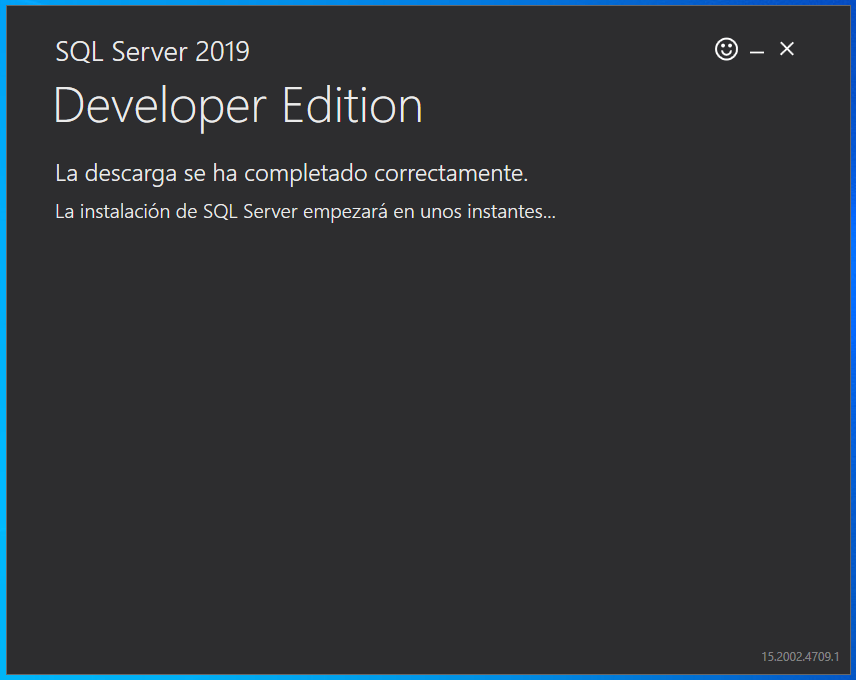 SQL Server 2019
Developer Edition
La descarga se ha completado correctamente.
La instalación de SQL Server empezará en unos instantes...
15.2002.4709.1